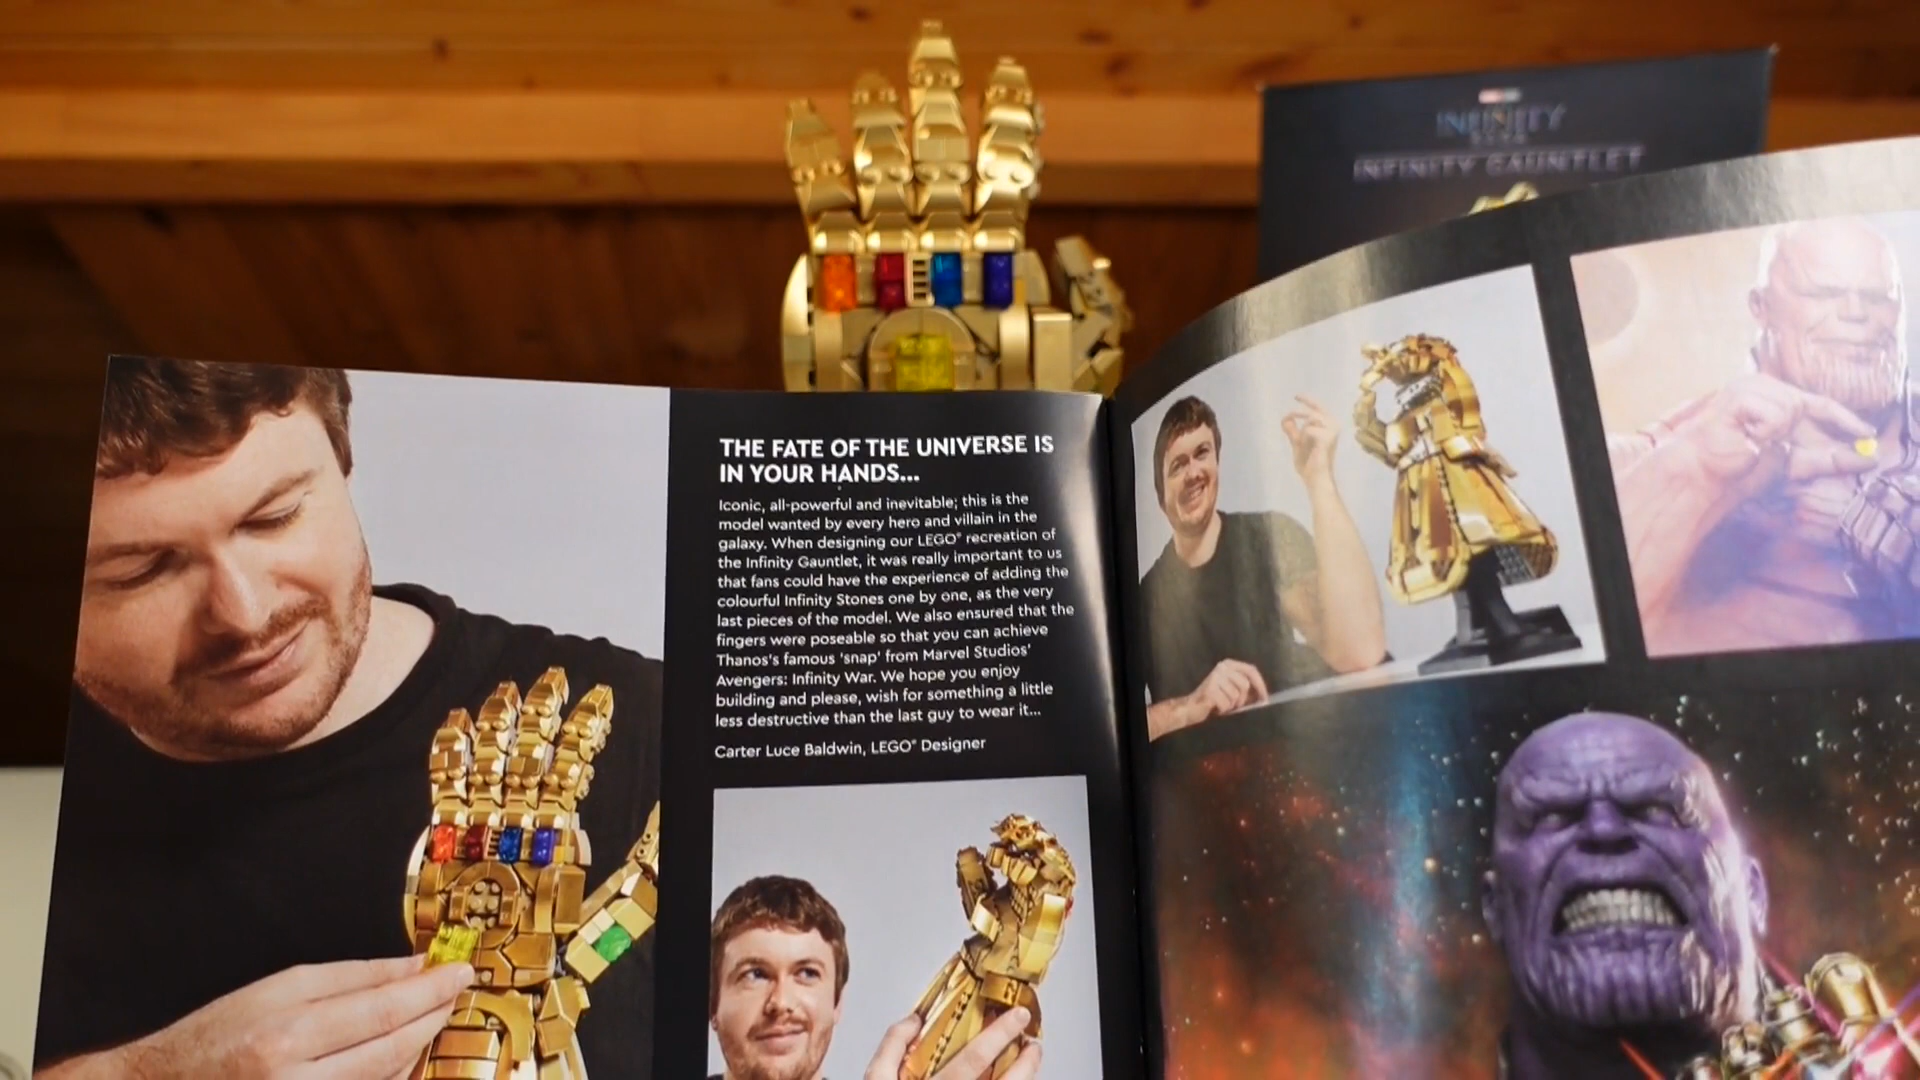 INFINITY
INFINITY GAUNTLET
THE FATE OF THE UNIVERSE IS
IN YOUR HANDS...
Iconic, all-powerful and inevitable; this is the
model wanted by every hero and villain in the
galaxy. When designing our LEGO® recreation of
the Infinity Gauntlet, it was really important to us
that fans could have the experience of adding the
colourful Infinity Stones one by one, as the very
last pieces of the model. We also ensured that the
fingers were poseable so that you can achieve
Thanos's famous 'snap' from Marvel Studios'
Avengers: Infinity War. We hope you enjoy
building and please, wish for something a little
less destructive than the last guy to wear it...
Carter Luce Baldwin, LEGO® Designer